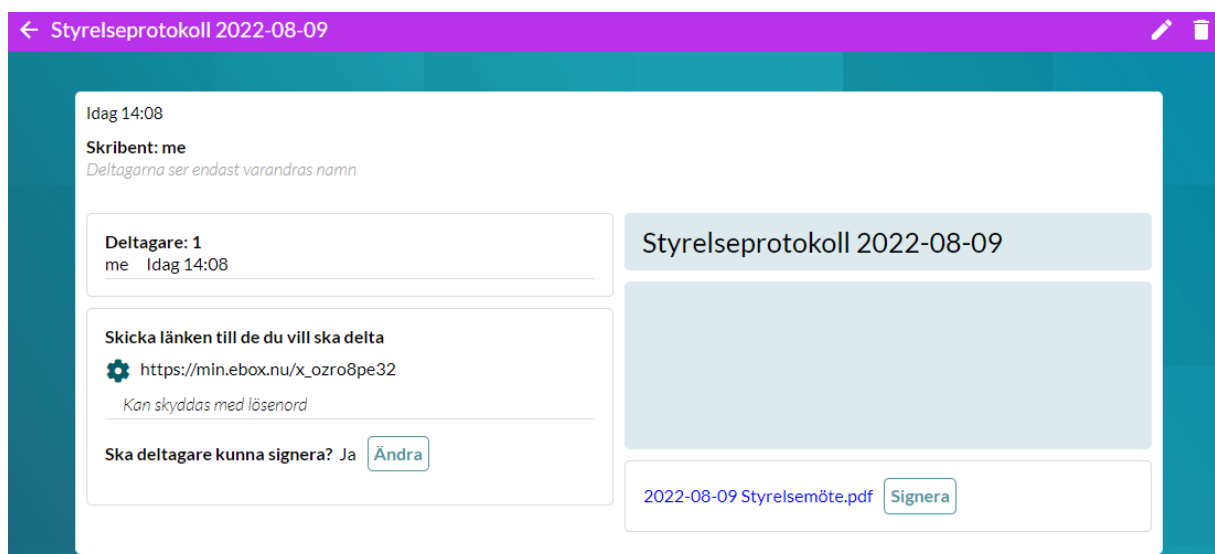 Styrelseprotokoll 2022-08-09
Idag 14:08
Skribent: me
Deltagarna ser endast varandras namn
Deltagare: 1
me Idag 14:08
Skicka länken till de du vill ska delta
https://min.ebox.nu/x_ozro8pe32
Kan skyddas med lösenord
Ska deltagare kunna signera? Ja Ändra
Styrelseprotokoll 2022-08-09
2022-08-09 Styrelsemöte.pdf Signera